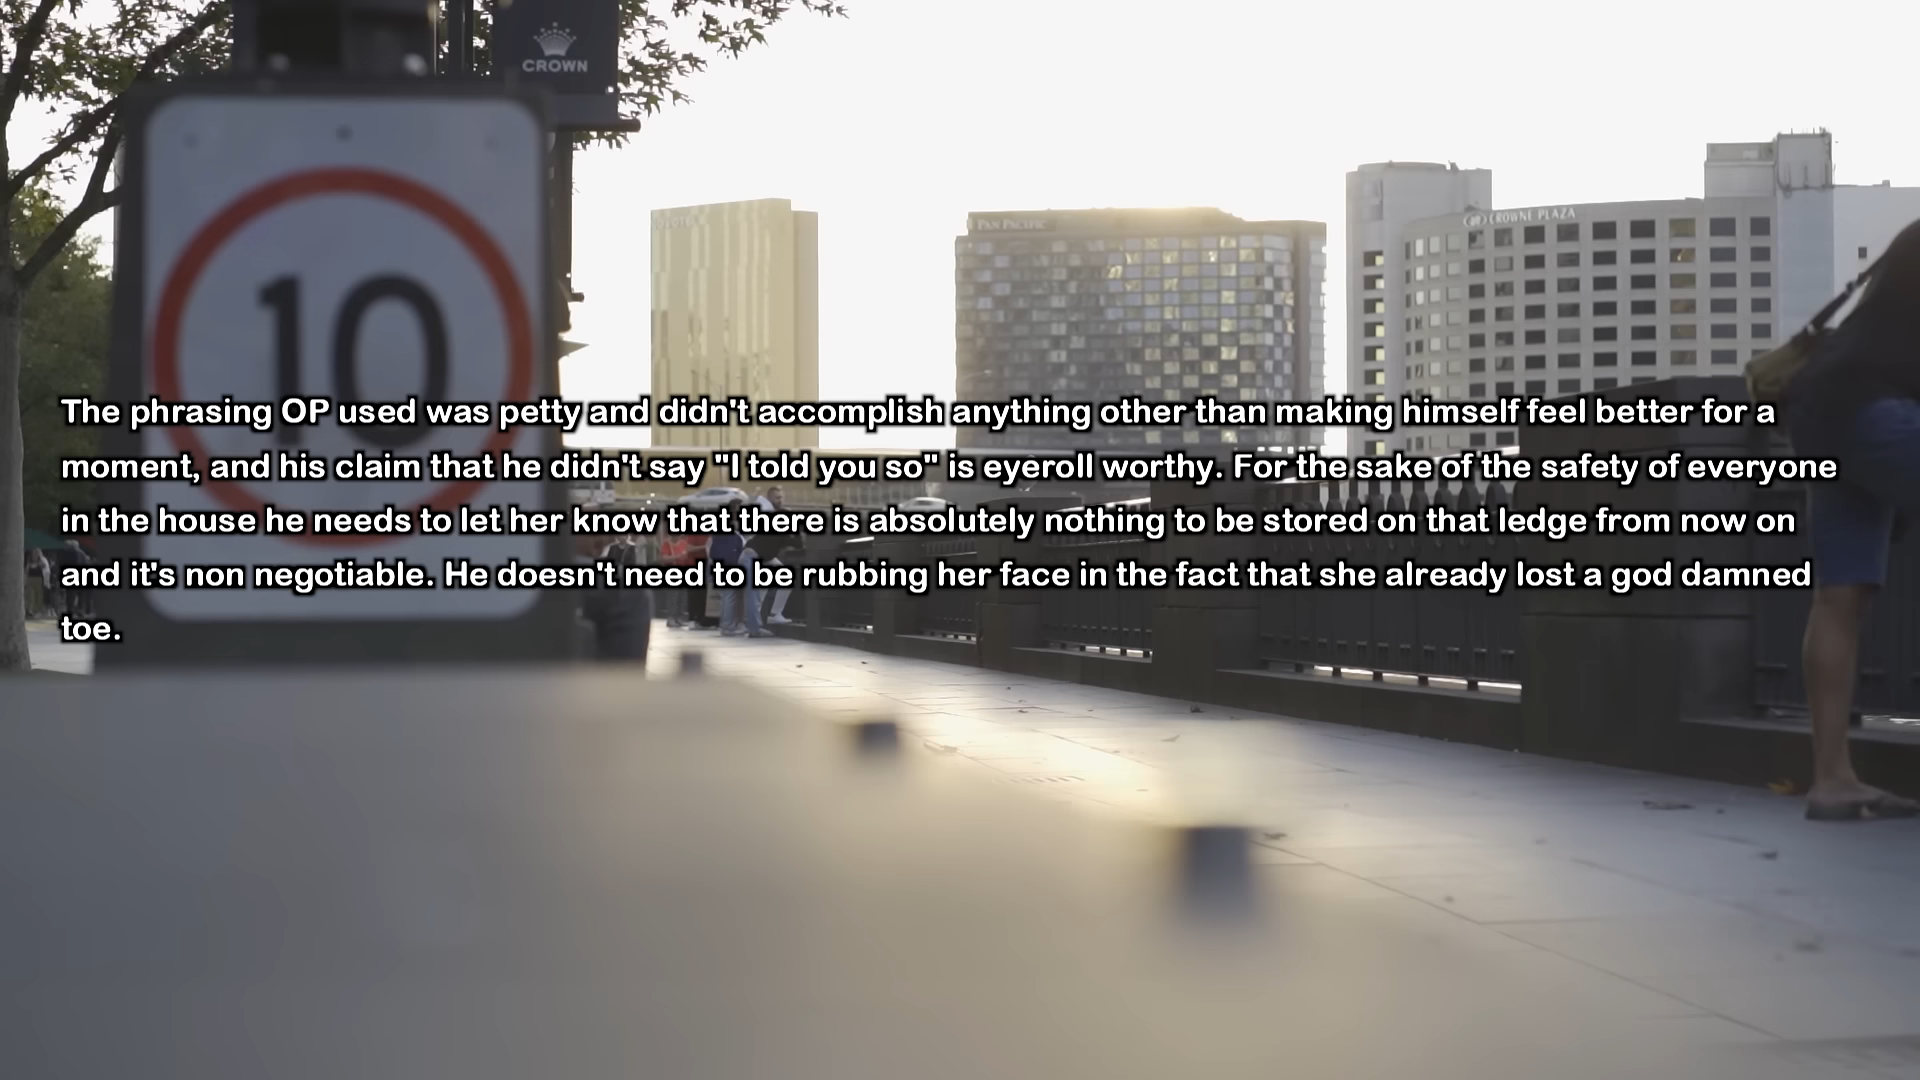 CROWN
10
NOVOTEL
PAN PACIFIC
CROWNE PLAZA
The phrasing OP used was petty and didn't accomplish anything other than making himself feel better for a
moment, and his claim that he didn't say "I told you so" is eyeroll worthy. For the sake of the safety of everyone
in the house he needs to let her know that there is absolutely nothing to be stored on that ledge from now on
and it's non negotiable. He doesn't need to be rubbing her face in the fact that she already lost a god damned
toe.